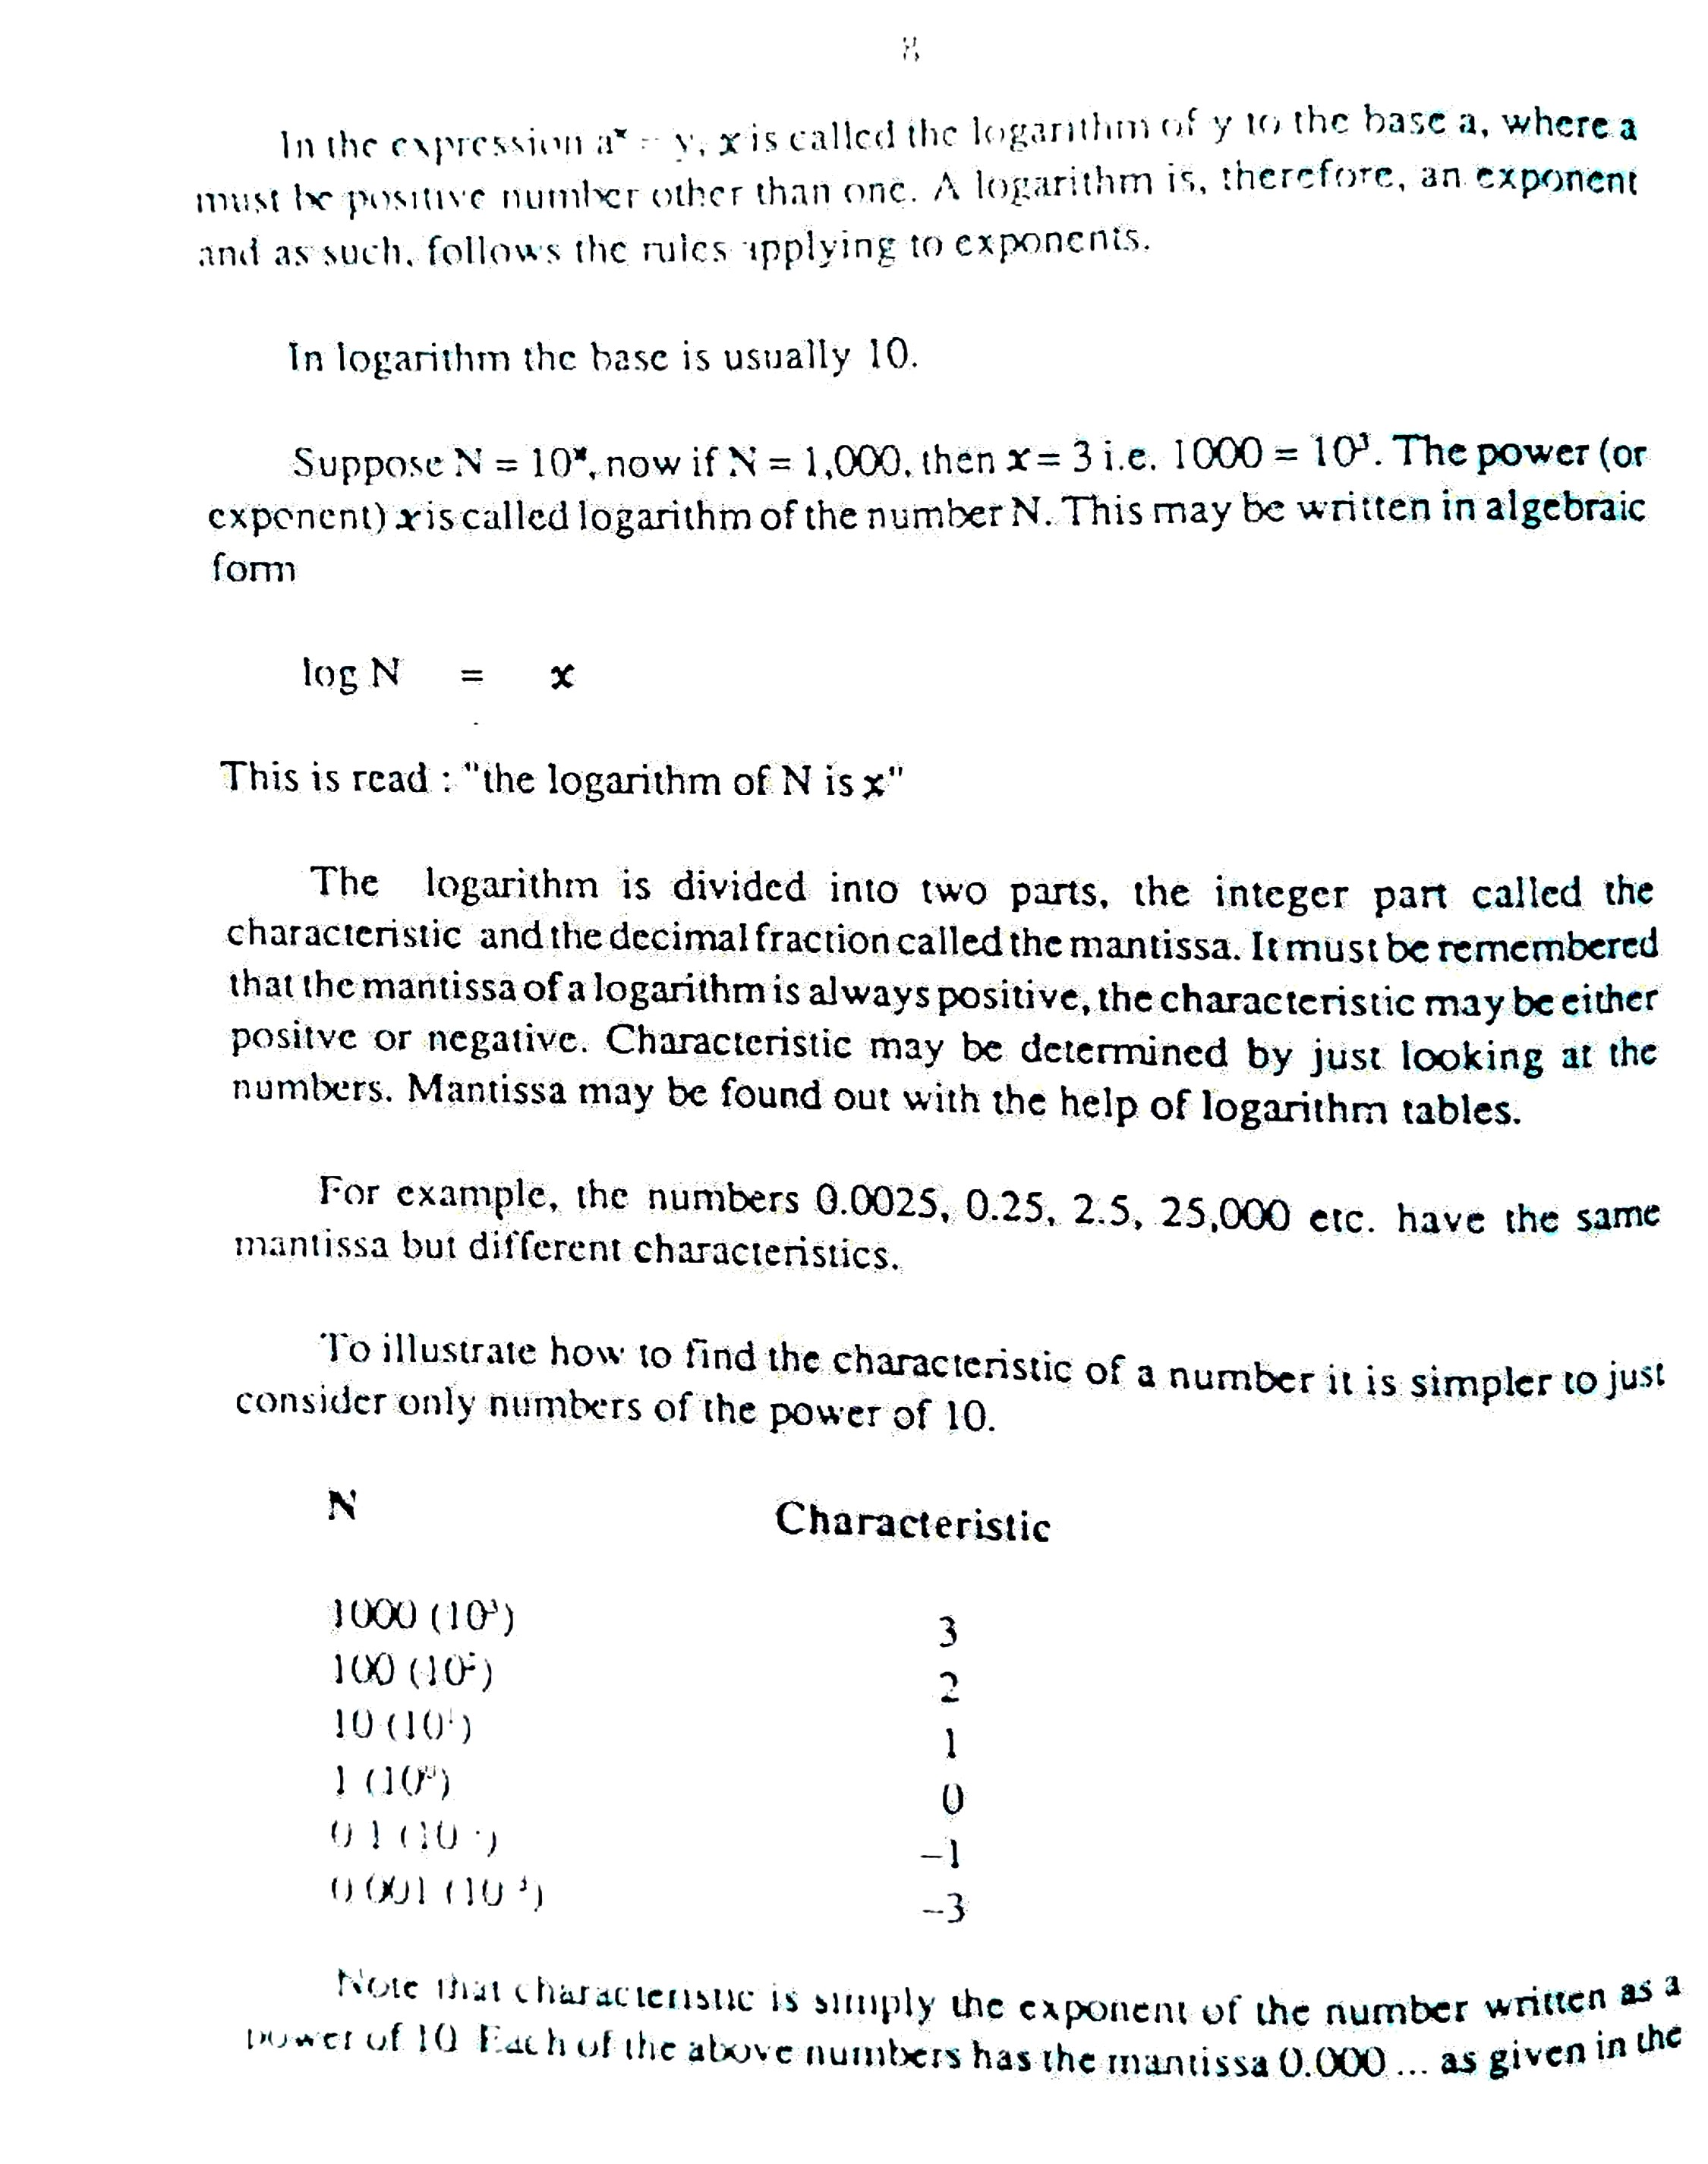 8
In the expression aˣ = y, x is called the logarithm of y to the base a, where a
must be positive number other than one. A logarithm is, therefore, an exponent
and as such, follows the rules applying to exponents.
In logarithm the base is usually 10.
Suppose N = 10ˣ, now if N = 1,000, then x = 3 i.e. 1000 = 10³. The power (or
exponent) x is called logarithm of the number N. This may be written in algebraic
form
log N = x
This is read : "the logarithm of N is x"
The logarithm is divided into two parts, the integer part called the
characteristic and the decimal fraction called the mantissa. It must be remembered
that the mantissa of a logarithm is always positive, the characteristic may be either
positve or negative. Characteristic may be determined by just looking at the
numbers. Mantissa may be found out with the help of logarithm tables.
For example, the numbers 0.0025, 0.25, 2.5, 25,000 etc. have the same
mantissa but different characteristics.
To illustrate how to find the characteristic of a number it is simpler to just
consider only numbers of the power of 10.
N Characteristic
1000 (10³) 3
100 (10²) 2
10 (10¹) 1
1 (10⁰) 0
0.1 (10⁻¹) –1
0.001 (10⁻³) –3
Note that characteristic is simply the exponent of the number written as a
power of 10. Each of the above numbers has the mantissa 0.000 ... as given in the